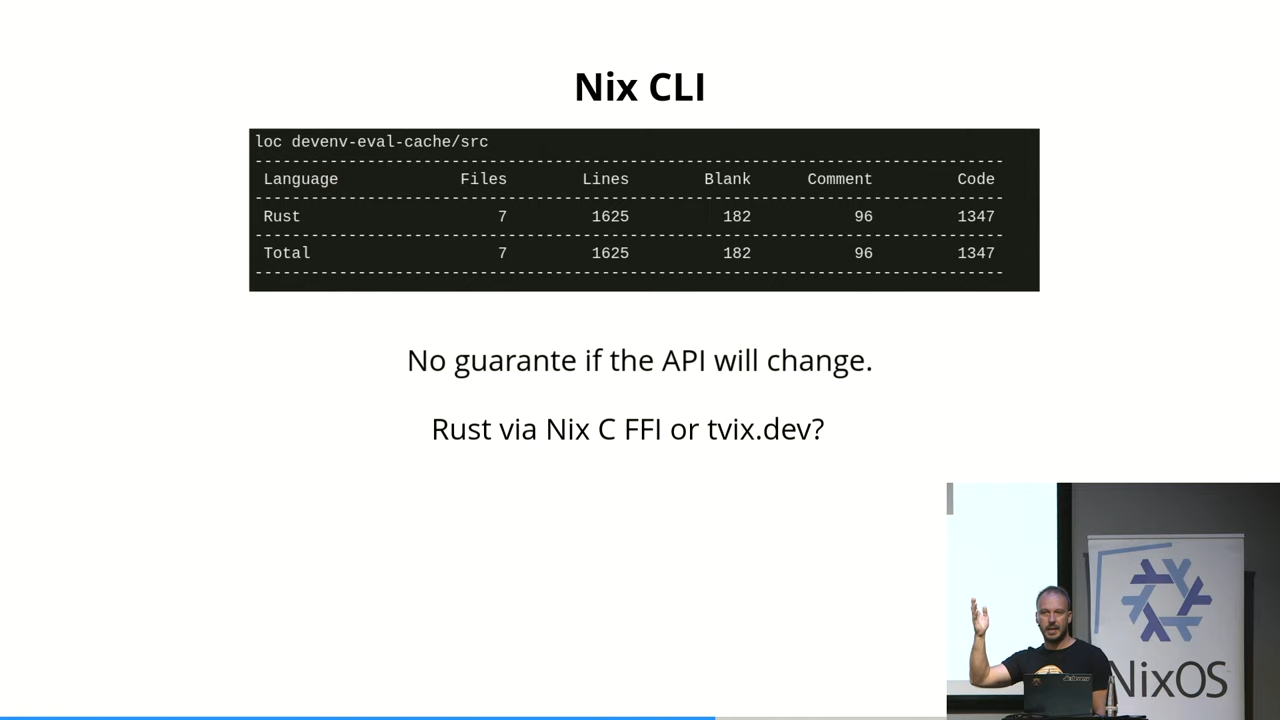 Nix CLI
loc devenv-eval-cache/src
--------------------------------------------------------------------------------
Language Files Lines Blank Comment Code
--------------------------------------------------------------------------------
Rust 7 1625 182 96 1347
--------------------------------------------------------------------------------
Total 7 1625 182 96 1347
--------------------------------------------------------------------------------
No guarante if the API will change.
Rust via Nix C FFI or tvix.dev?
NixOS